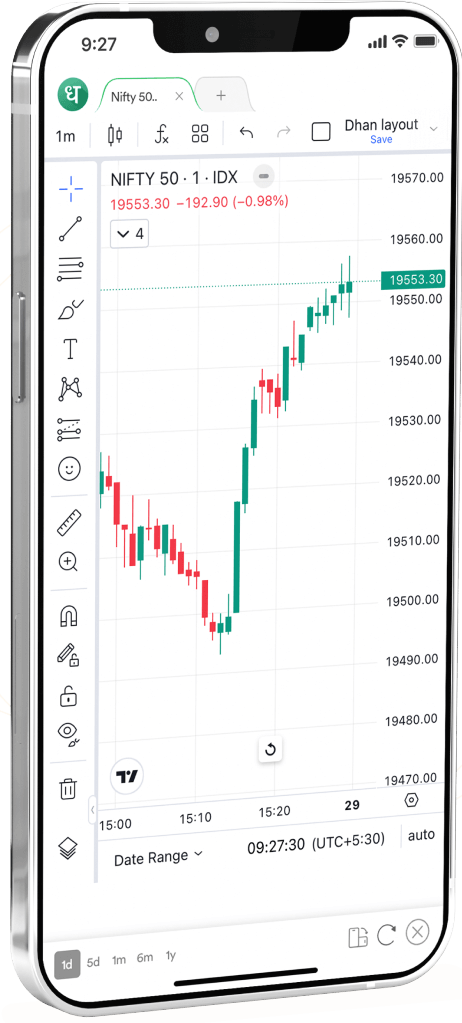 9:27
ध
Nifty 50.. × +
1m fx Dhan layout
Save
NIFTY 50 · 1 · IDX
19553.30 −192.90 (−0.98%)
4
19570.00
19560.00
19553.30
19550.00
19540.00
19530.00
19520.00
19510.00
19500.00
19490.00
19480.00
19470.00
T
15:00 15:10 15:20 29
Date Range 09:27:30 (UTC+5:30) auto
1d 5d 1m 6m 1y